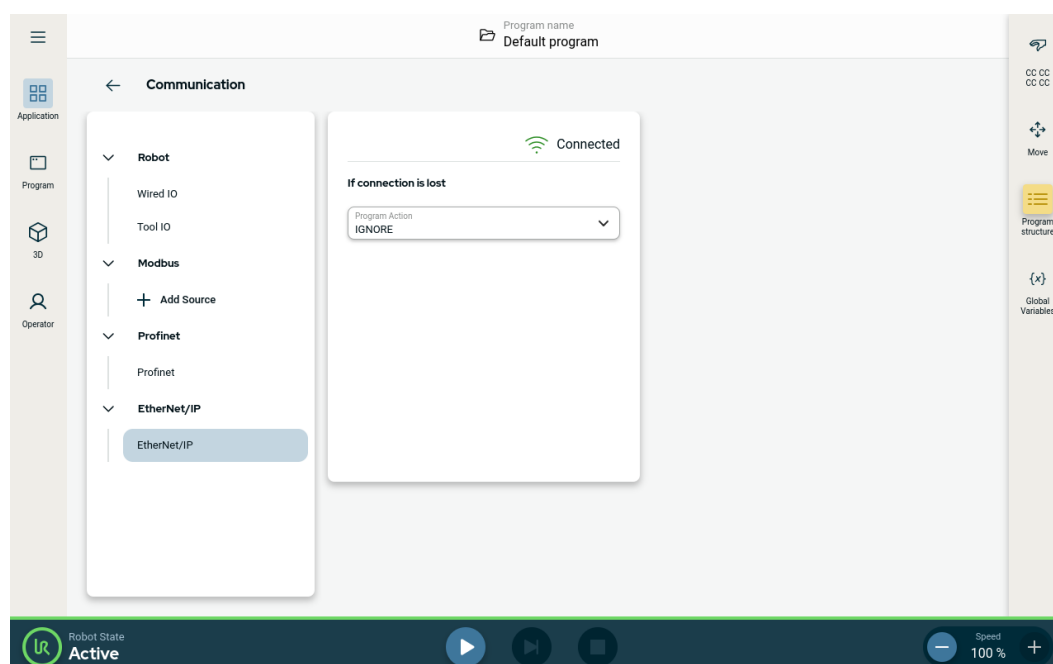 Program name
Default program
Application
Program
3D
Operator
Communication
Robot
Wired IO
Tool IO
Modbus
Add Source
Profinet
Profinet
EtherNet/IP
EtherNet/IP
Connected
If connection is lost
Program Action
IGNORE
CC CC
CC CC
Move
Program
structure
{x}
Global
Variables
Robot State
Active
Speed
100 %